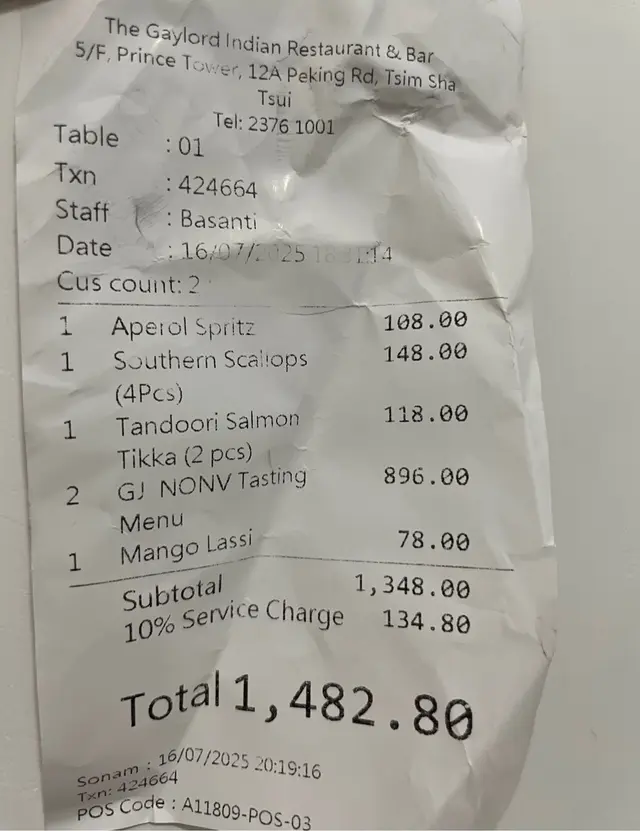 The Gaylord Indian Restaurant & Bar
5/F, Prince Tower, 12A Peking Rd, Tsim Sha
Tsui
Tel: 2376 1001
Table : 01
Txn : 424664
Staff : Basanti
Date : 16/07/2025
Cus count: 2
1 Aperol Spritz 108.00
1 Southern Scallops 148.00
(4Pcs)
1 Tandoori Salmon 118.00
Tikka (2 pcs)
2 GJ NONV Tasting 896.00
Menu
1 Mango Lassi 78.00
Subtotal 1,348.00
10% Service Charge 134.80
Total 1,482.80
Sonam : 16/07/2025 20:19:16
Txn: 424664
POS Code : A11809-POS-03